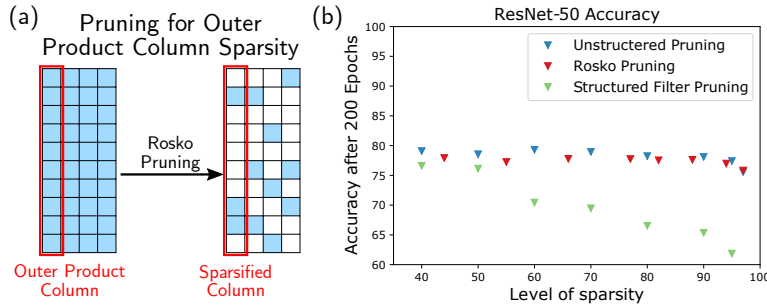 (a)
Pruning for Outer
Product Column Sparsity
Rosko
Pruning
Outer Product
Column
Sparsified
Column
(b)
ResNet-50 Accuracy
Unstructered Pruning
Rosko Pruning
Structured Filter Pruning
Accuracy after 200 Epochs
100
95
90
85
80
75
70
65
60
40
50
60
70
80
90
100
Level of sparsity